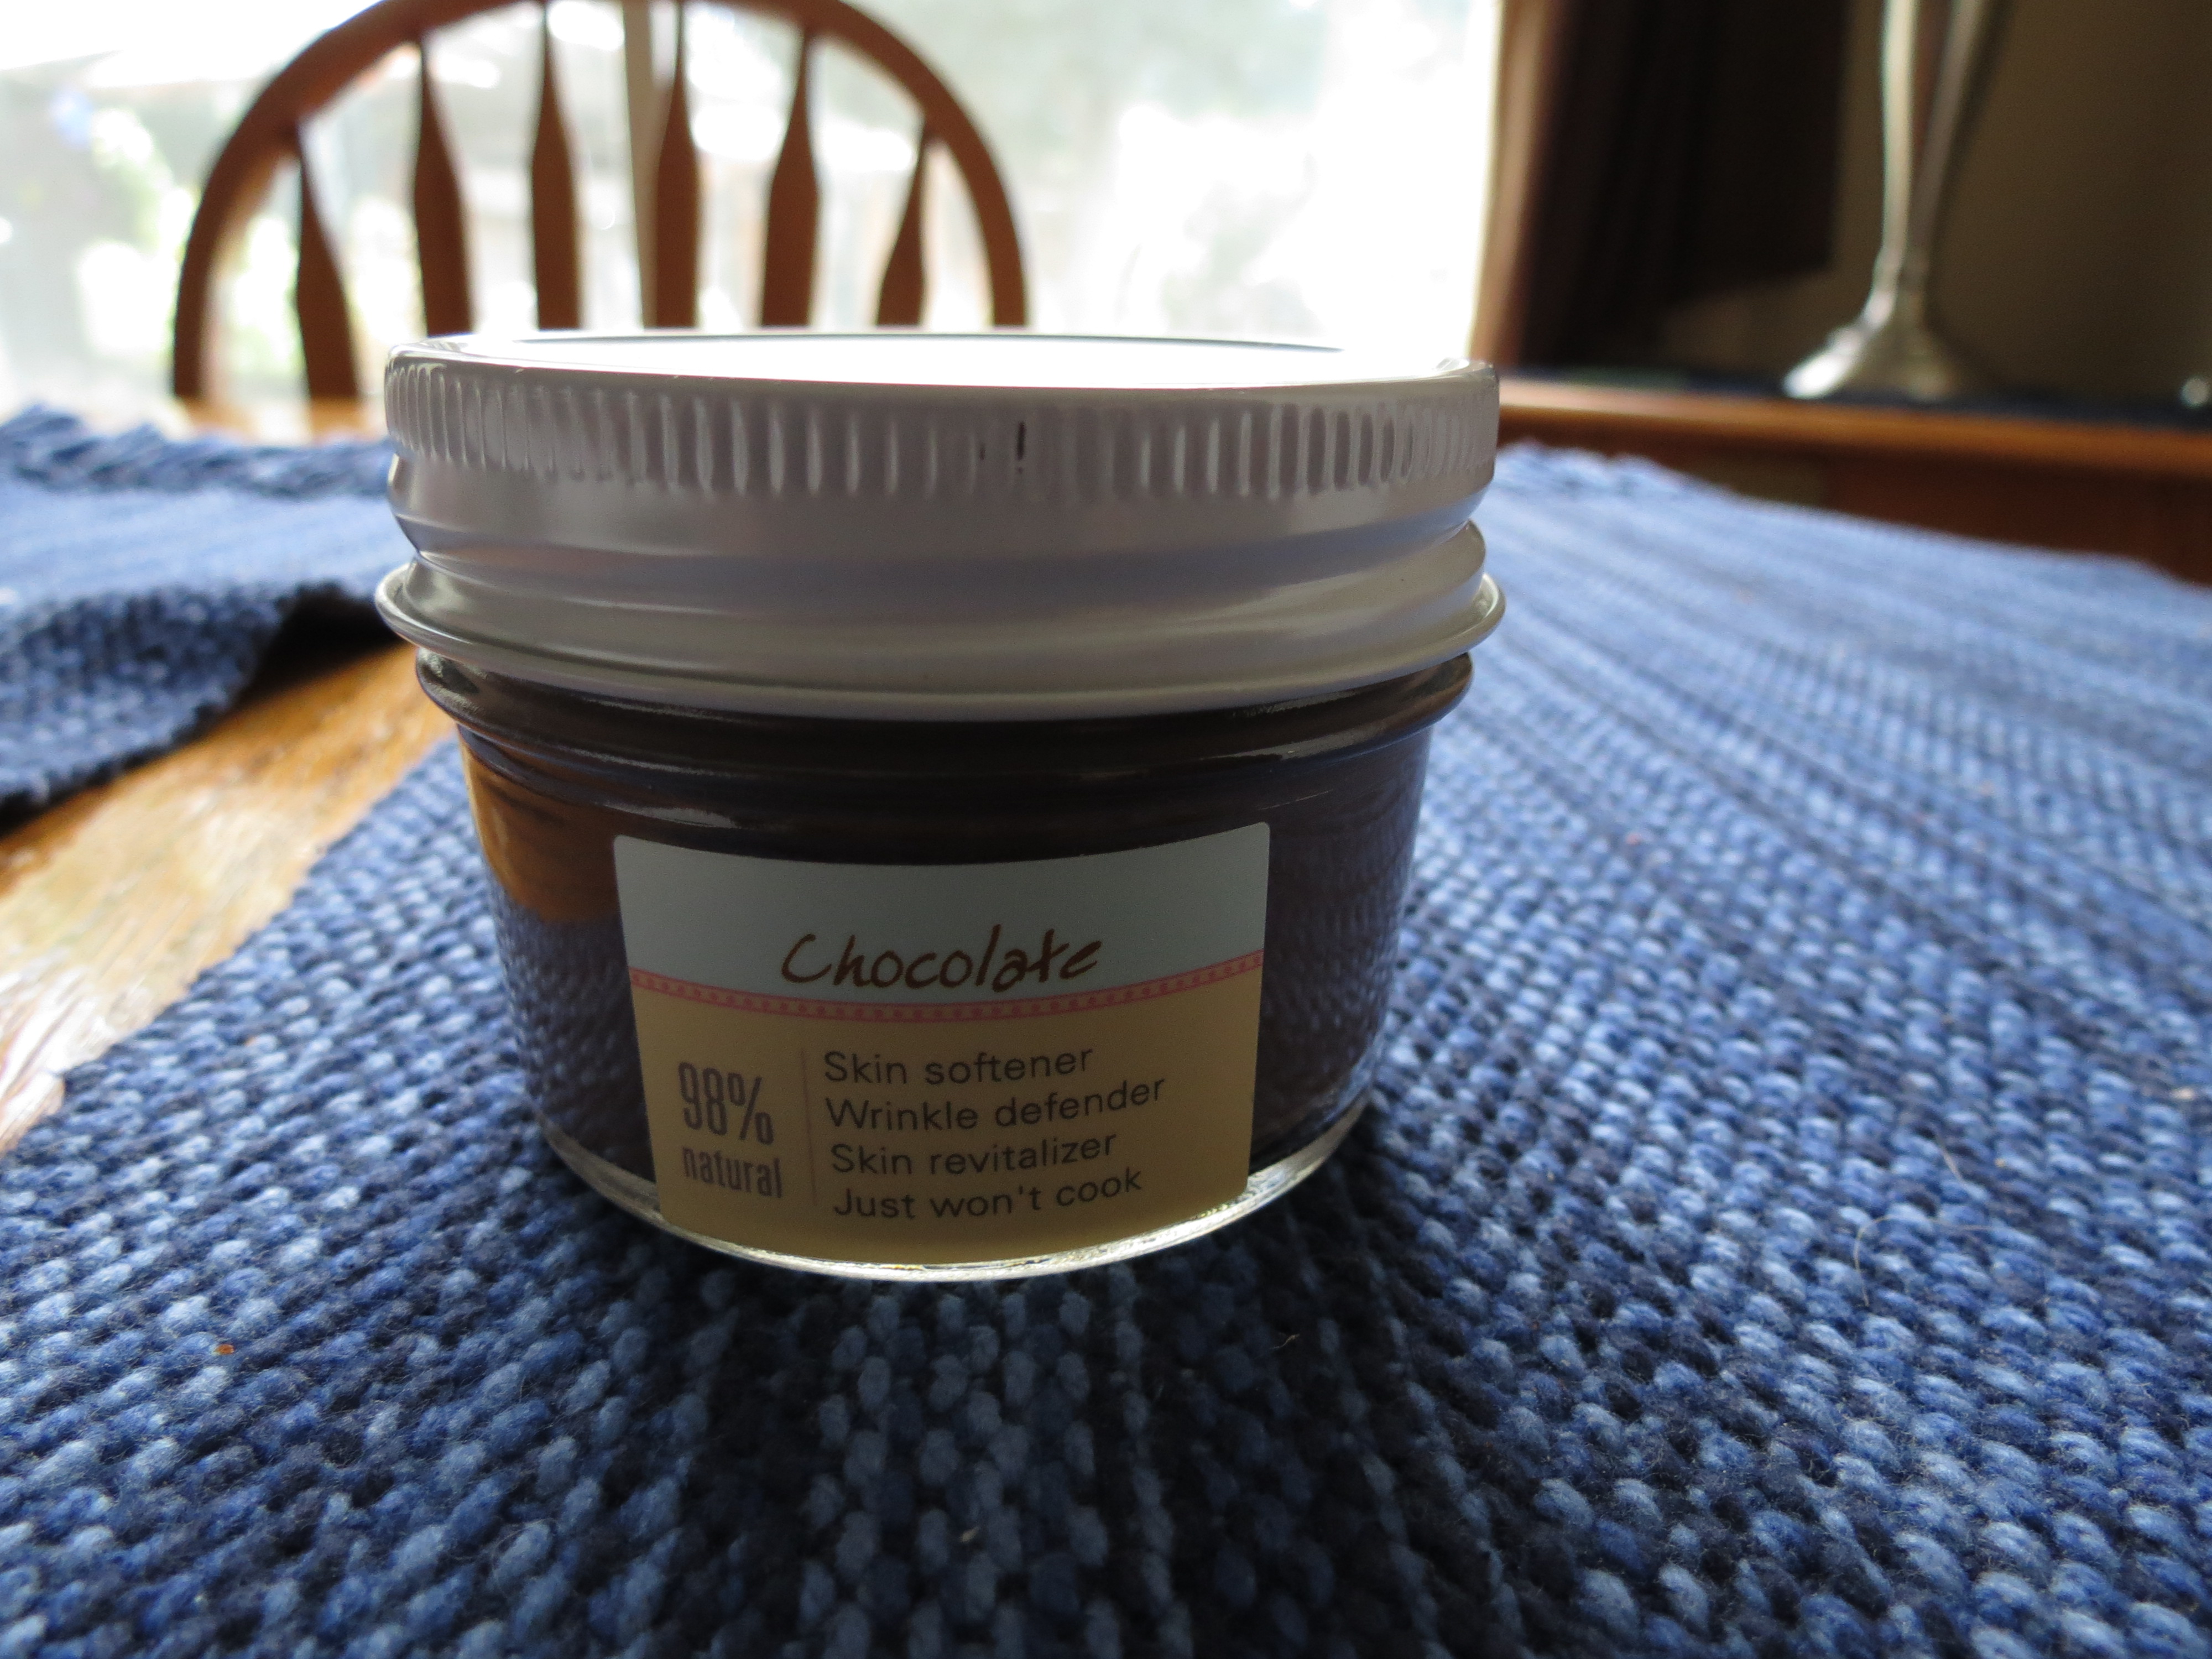 Chocolate
98%
natural
Skin softener
Wrinkle defender
Skin revitalizer
Just won't cook